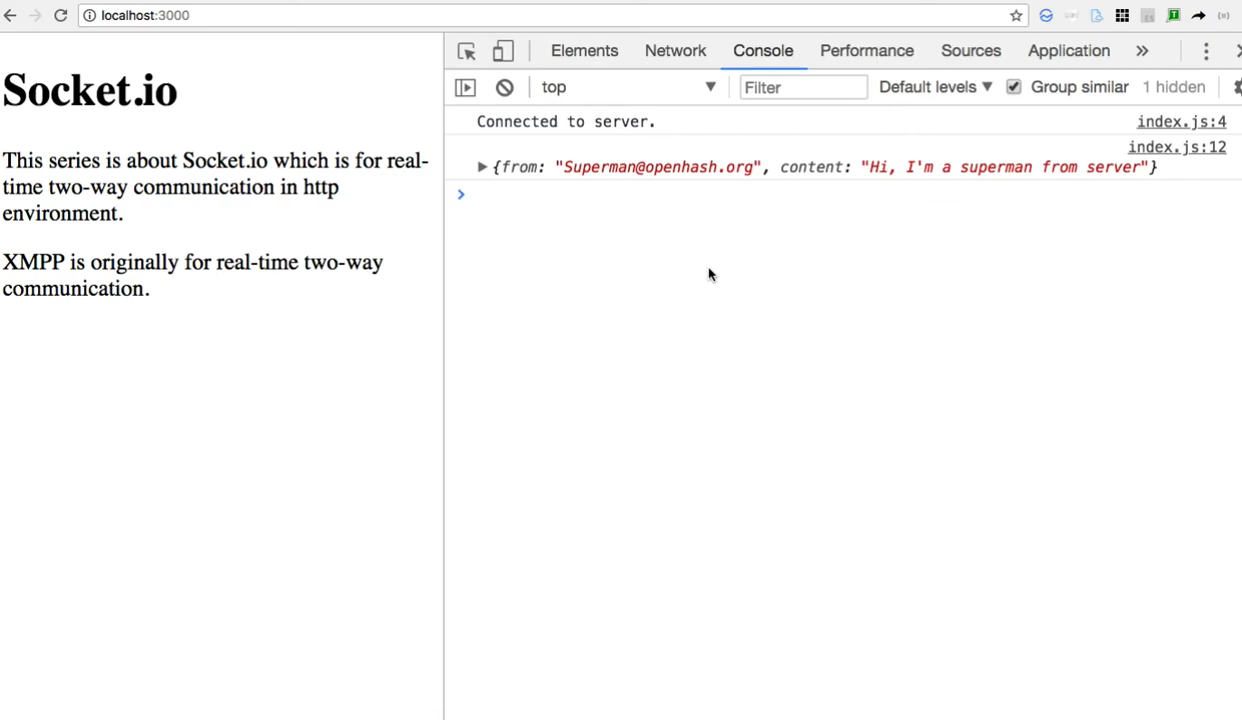 localhost:3000
Elements Network Console Performance Sources Application »
top Filter Default levels Group similar 1 hidden
Socket.io
This series is about Socket.io which is for real-
time two-way communication in http
environment.
XMPP is originally for real-time two-way
communication.
Connected to server. index.js:4
index.js:12
{from: "Superman@openhash.org", content: "Hi, I'm a superman from server"}